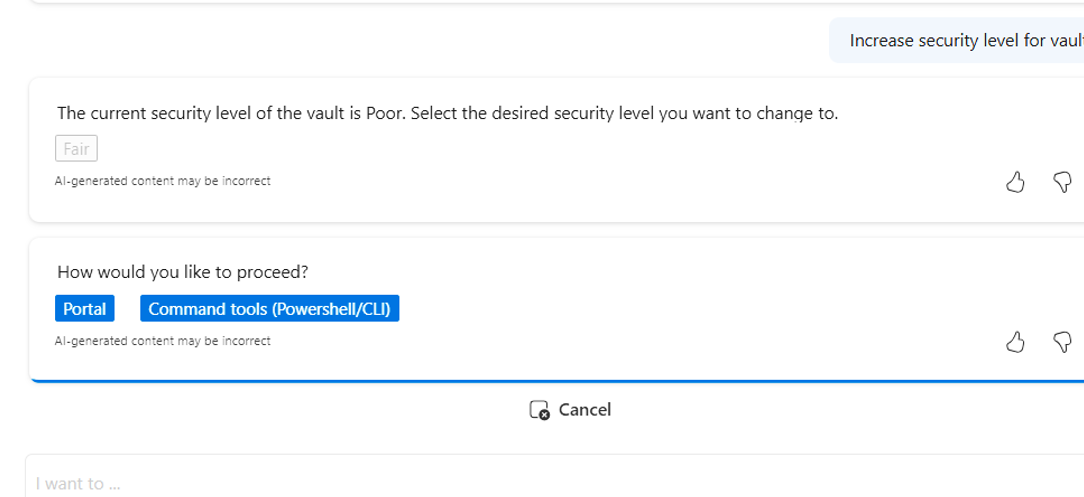 Increase security level for vault
The current security level of the vault is Poor. Select the desired security level you want to change to.
Fair
AI-generated content may be incorrect
How would you like to proceed?
Portal
Command tools (Powershell/CLI)
AI-generated content may be incorrect
Cancel
I want to ...